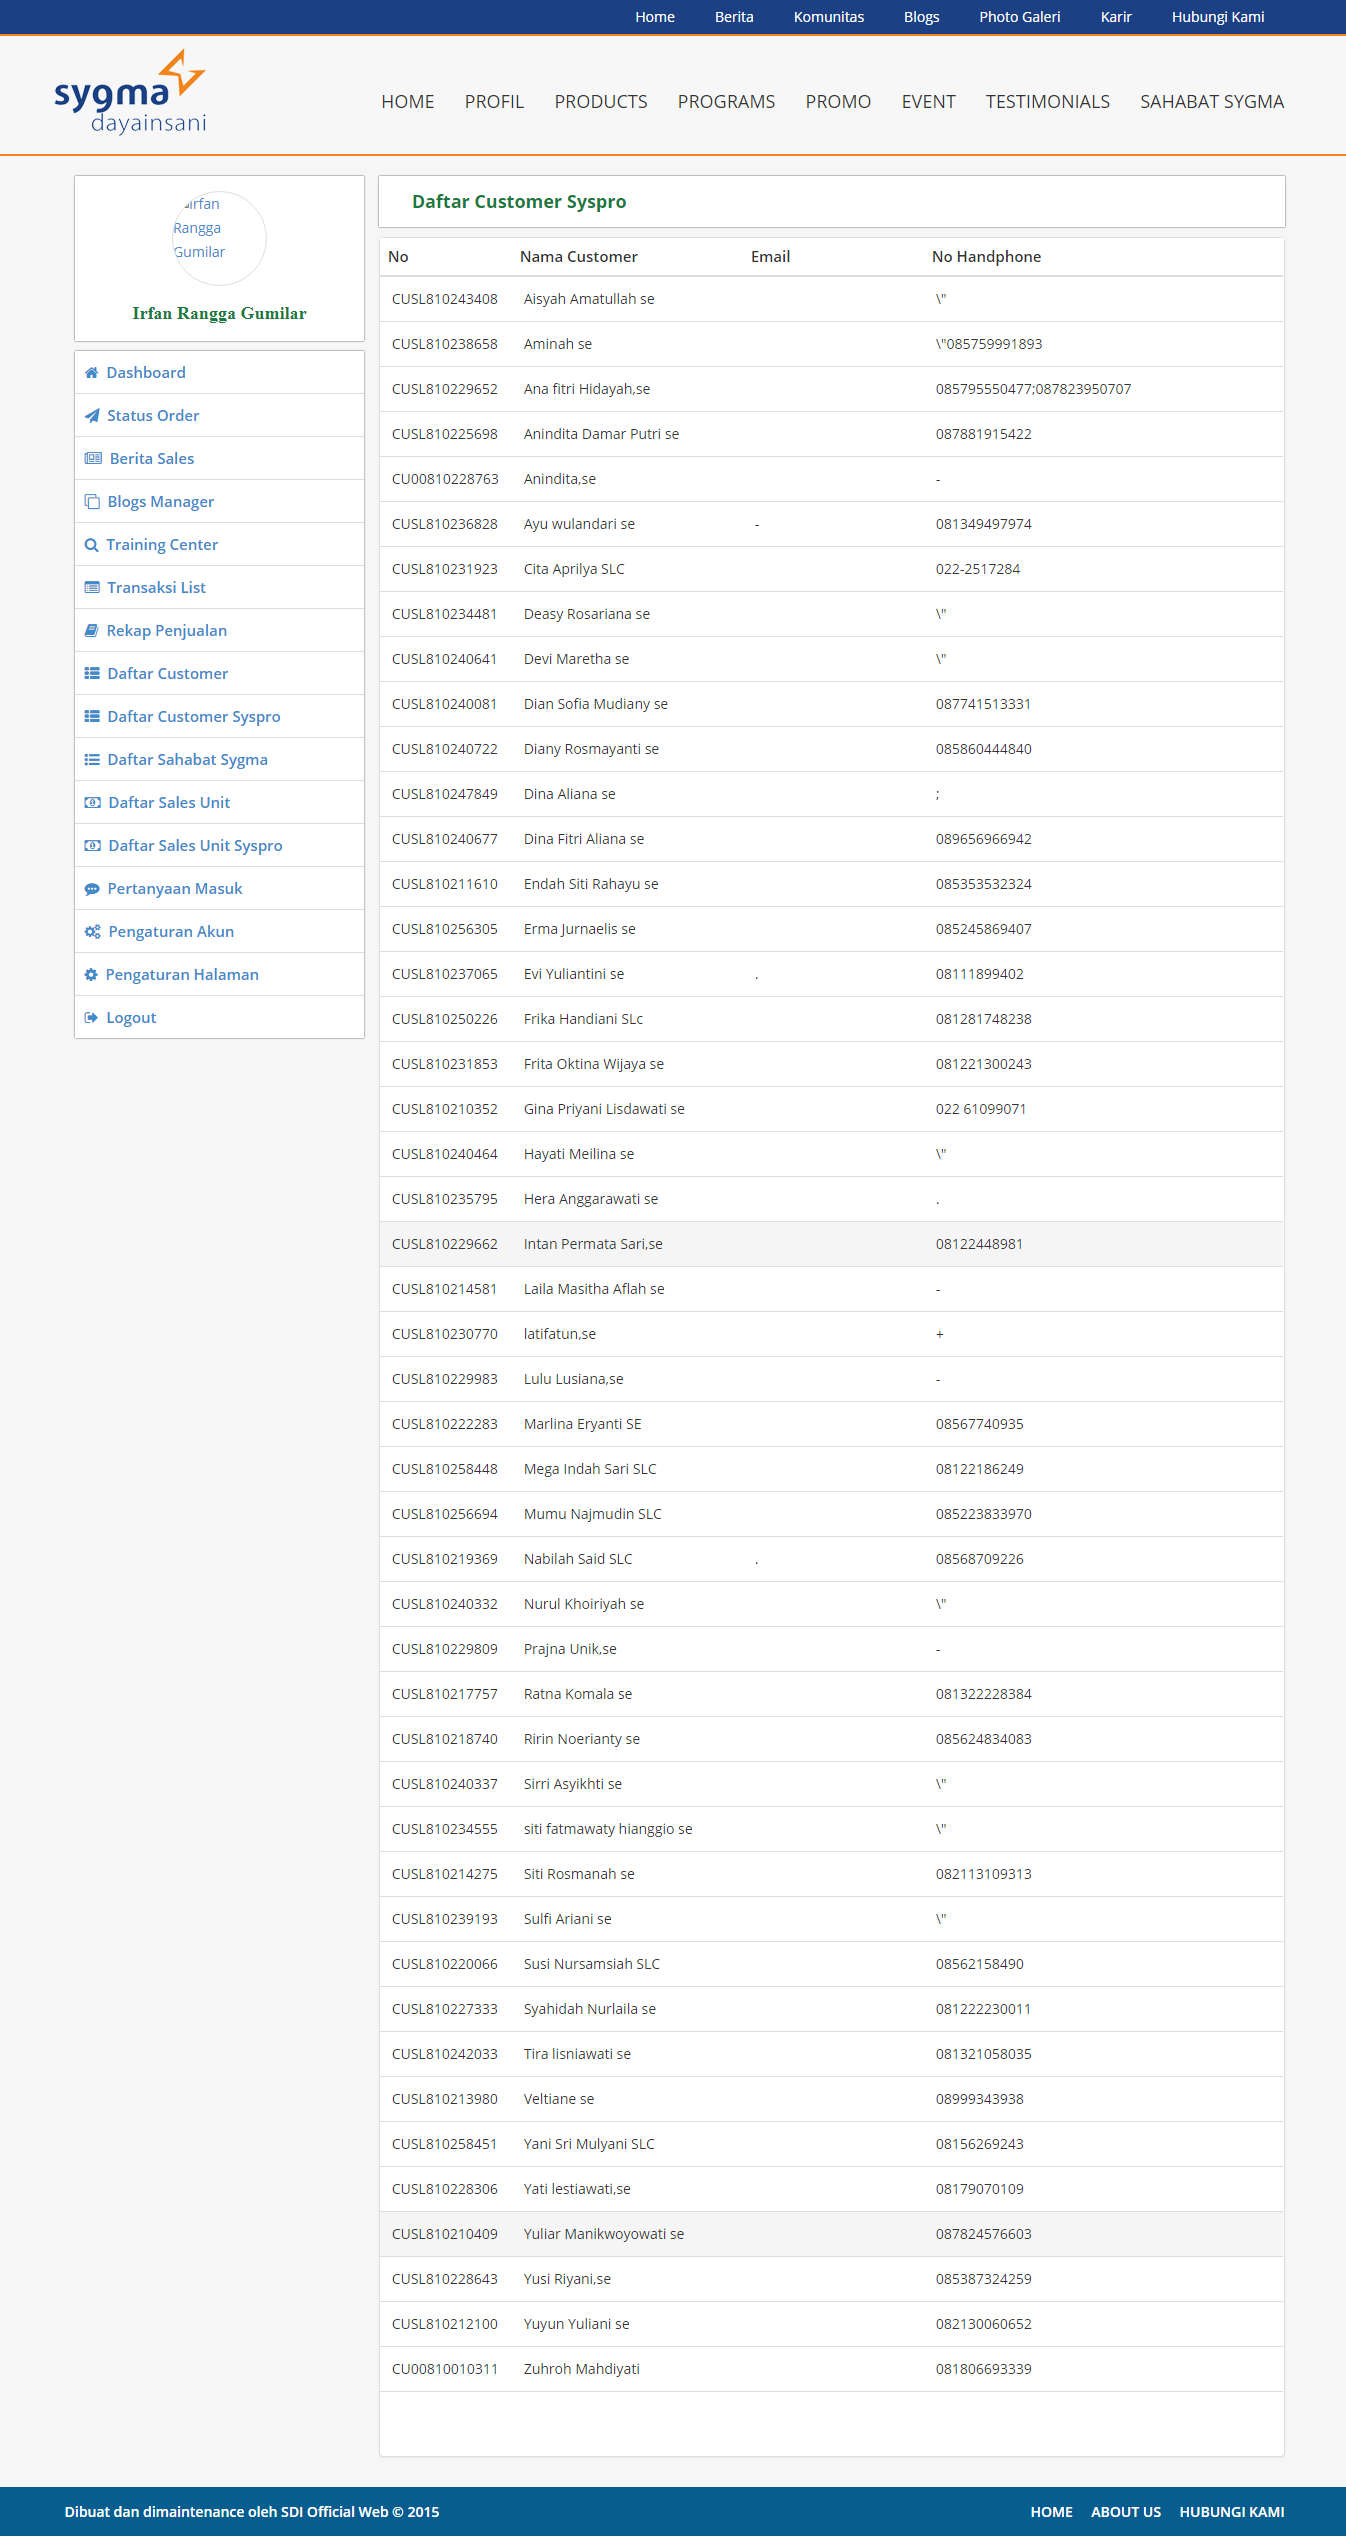 Home Berita Komunitas Blogs Photo Galeri Karir Hubungi Kami
sygma
dayainsani
HOME PROFIL PRODUCTS PROGRAMS PROMO EVENT TESTIMONIALS SAHABAT SYGMA
irfan
Rangga
Gumilar
Irfan Rangga Gumilar
Dashboard
Status Order
Berita Sales
Blogs Manager
Training Center
Transaksi List
Rekap Penjualan
Daftar Customer
Daftar Customer Syspro
Daftar Sahabat Sygma
Daftar Sales Unit
Daftar Sales Unit Syspro
Pertanyaan Masuk
Pengaturan Akun
Pengaturan Halaman
Logout
Daftar Customer Syspro
No Nama Customer Email No Handphone
CUSL810243408 Aisyah Amatullah se \"
CUSL810238658 Aminah se \"085759991893
CUSL810229652 Ana fitri Hidayah,se 085795550477;087823950707
CUSL810225698 Anindita Damar Putri se 087881915422
CU00810228763 Anindita,se -
CUSL810236828 Ayu wulandari se - 081349497974
CUSL810231923 Cita Aprilya SLC 022-2517284
CUSL810234481 Deasy Rosariana se \"
CUSL810240641 Devi Maretha se \"
CUSL810240081 Dian Sofia Mudiany se 087741513331
CUSL810240722 Diany Rosmayanti se 085860444840
CUSL810247849 Dina Aliana se ;
CUSL810240677 Dina Fitri Aliana se 089656966942
CUSL810211610 Endah Siti Rahayu se 085353532324
CUSL810256305 Erma Jurnaelis se 085245869407
CUSL810237065 Evi Yuliantini se . 08111899402
CUSL810250226 Frika Handiani SLc 081281748238
CUSL810231853 Frita Oktina Wijaya se 081221300243
CUSL810210352 Gina Priyani Lisdawati se 022 61099071
CUSL810240464 Hayati Meilina se \"
CUSL810235795 Hera Anggarawati se .
CUSL810229662 Intan Permata Sari,se 08122448981
CUSL810214581 Laila Masitha Aflah se -
CUSL810230770 latifatun,se +
CUSL810229983 Lulu Lusiana,se -
CUSL810222283 Marlina Eryanti SE 08567740935
CUSL810258448 Mega Indah Sari SLC 08122186249
CUSL810256694 Mumu Najmudin SLC 085223833970
CUSL810219369 Nabilah Said SLC . 08568709226
CUSL810240332 Nurul Khoiriyah se \"
CUSL810229809 Prajna Unik,se -
CUSL810217757 Ratna Komala se 081322228384
CUSL810218740 Ririn Noerianty se 085624834083
CUSL810240337 Sirri Asyikhti se \"
CUSL810234555 siti fatmawaty hianggio se \"
CUSL810214275 Siti Rosmanah se 082113109313
CUSL810239193 Sulfi Ariani se \"
CUSL810220066 Susi Nursamsiah SLC 08562158490
CUSL810227333 Syahidah Nurlaila se 081222230011
CUSL810242033 Tira lisniawati se 081321058035
CUSL810213980 Veltiane se 08999343938
CUSL810258451 Yani Sri Mulyani SLC 08156269243
CUSL810228306 Yati lestiawati,se 08179070109
CUSL810210409 Yuliar Manikwoyowati se 087824576603
CUSL810228643 Yusi Riyani,se 085387324259
CUSL810212100 Yuyun Yuliani se 082130060652
CU00810010311 Zuhroh Mahdiyati 081806693339
Dibuat dan dimaintenance oleh SDI Official Web © 2015 HOME ABOUT US HUBUNGI KAMI